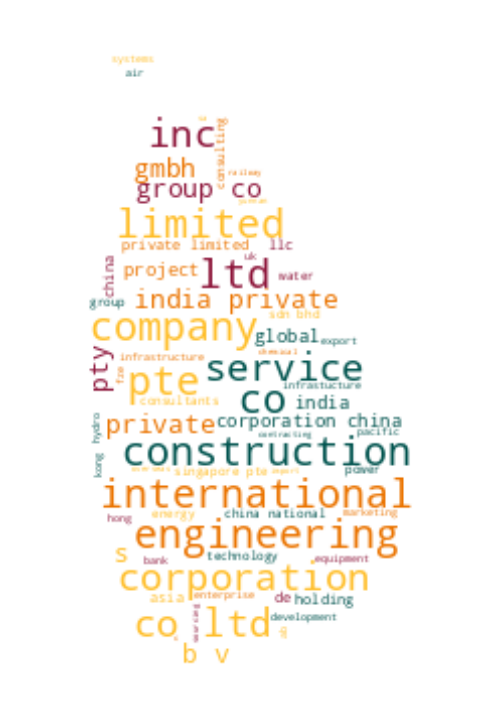 systems
air
inc
consulting
gmbh
railway
group co
limited
private limited
llc
uk
china
project
ltd
water
group
india private
sdn bhd
company
global
export
chemical
pty
infrastructure
fze
service
pte
infrastucture
consultants
co
india
private
corporation china
hydro
pacific
contracting
construction
kong
singapore pte
power
international
hong
energy
china national
marketing
engineering
s
bank
technology
equipment
corporation
asia
enterprise
de
holding
co
ltd
development
b v